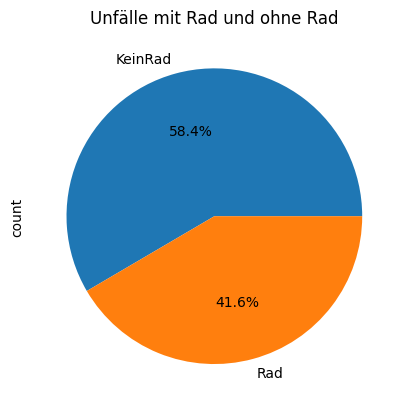 Unfälle mit Rad und ohne Rad
KeinRad
58.4%
count
41.6%
Rad